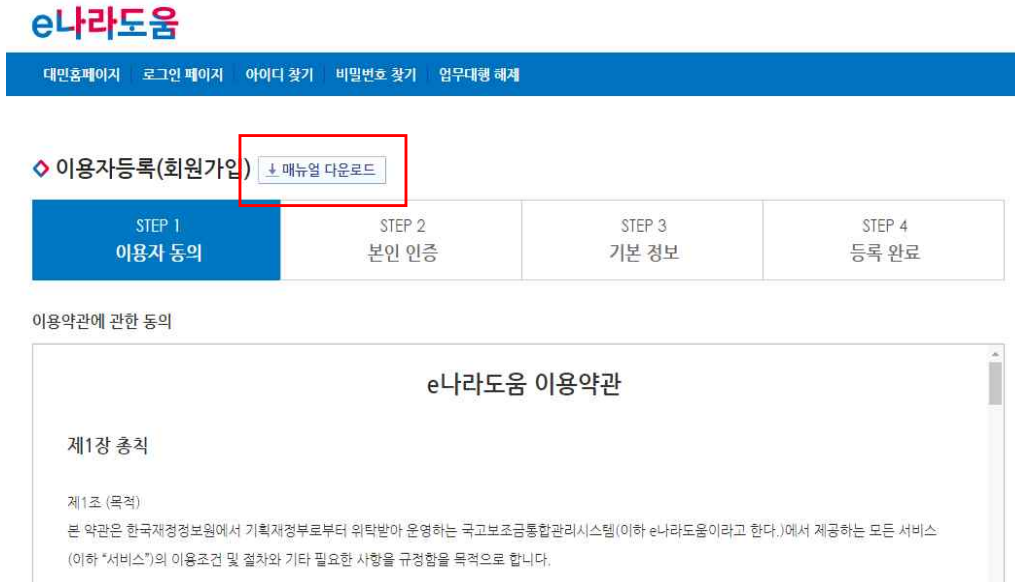 e나라도움
대민홈페이지 로그인 페이지 아이디 찾기 비밀번호 찾기 업무대행 해제
이용자등록(회원가입) 매뉴얼 다운로드
STEP 1 STEP 2 STEP 3 STEP 4
이용자 동의 본인 인증 기본 정보 등록 완료
이용약관에 관한 동의
e나라도움 이용약관
제1장 총칙
제1조 (목적)
본 약관은 한국재정정보원에서 기획재정부로부터 위탁받아 운영하는 국고보조금통합관리시스템(이하 e나라도움이라고 한다.)에서 제공하는 모든 서비스
(이하 “서비스”)의 이용조건 및 절차와 기타 필요한 사항을 규정함을 목적으로 합니다.